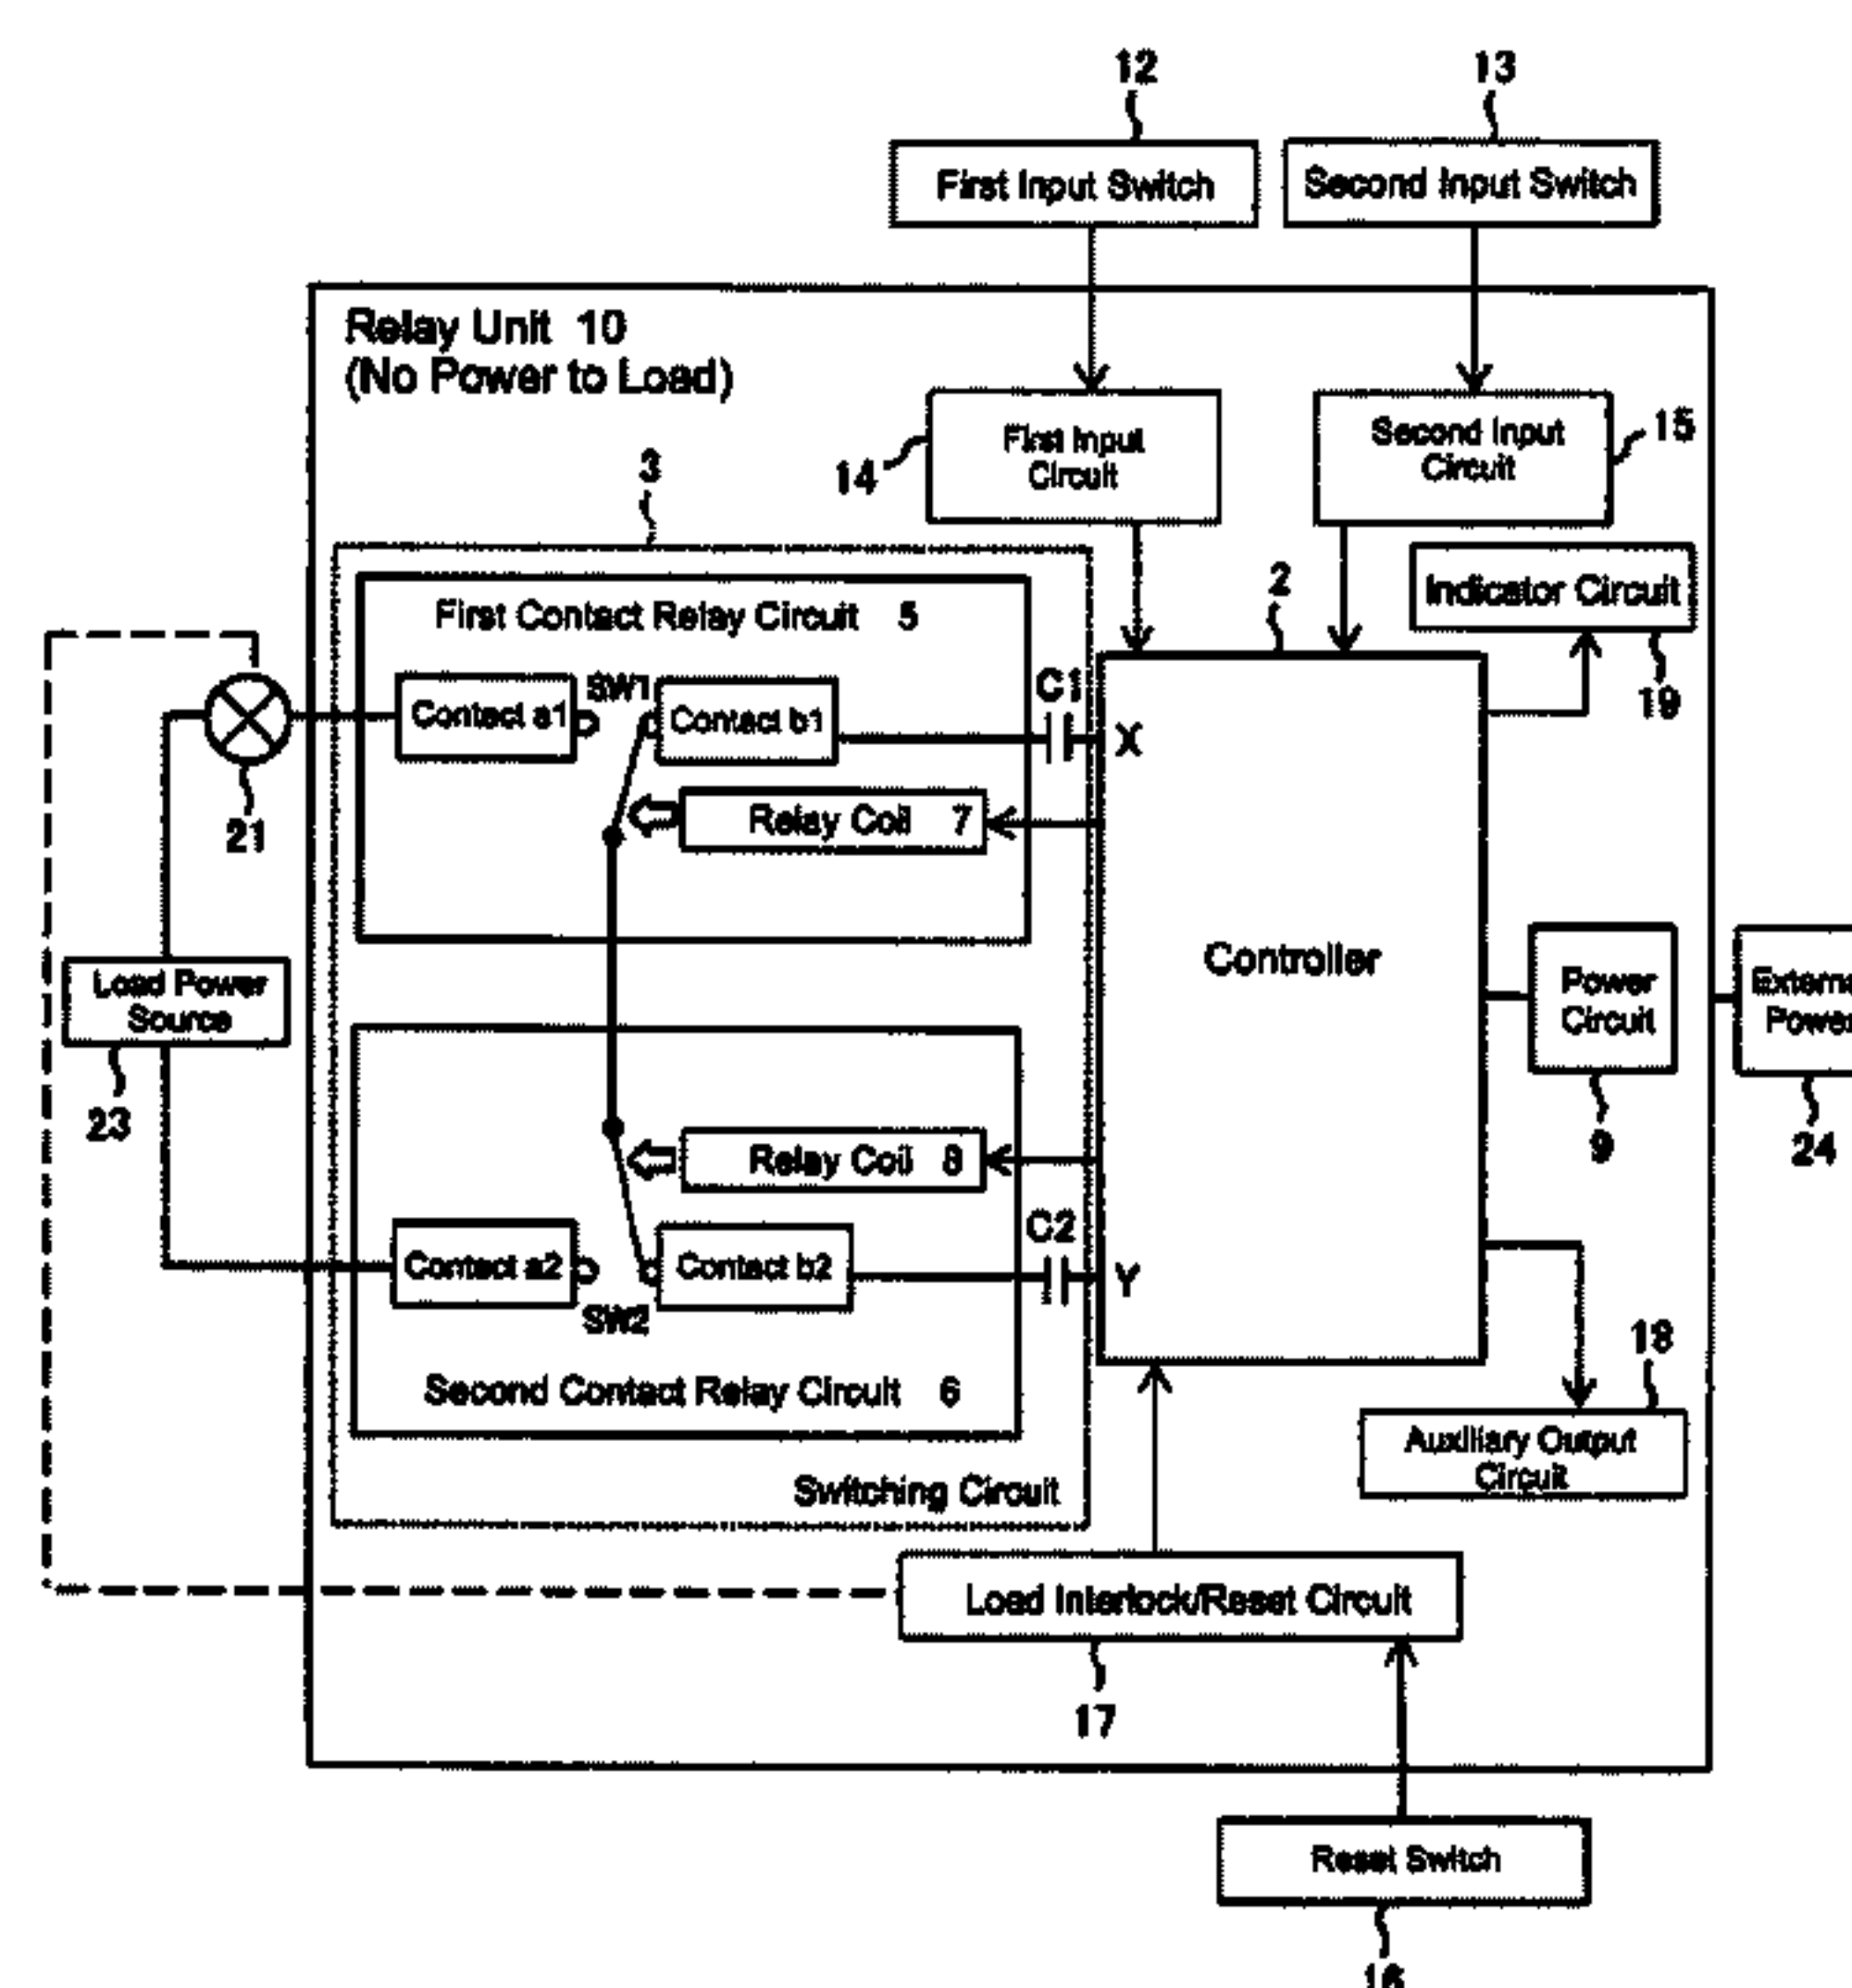 12
13
First Input Switch
Second Input Switch
Relay Unit 10
(No Power to Load)
First Input
Circuit
14
Second Input
Circuit
15
3
2
Indicator Circuit
19
First Contact Relay Circuit 5
Contact a1
SW1
Contact b1
C1
X
Relay Coil 7
21
Controller
Load Power
Source
23
Power
Circuit
9
Power
24
Relay Coil 8
C2
Contact a2
Contact b2
Y
SW2
Second Contact Relay Circuit 6
Switching Circuit
18
Auxiliary Output
Circuit
Load Interlock/Reset Circuit
17
Reset Switch
16